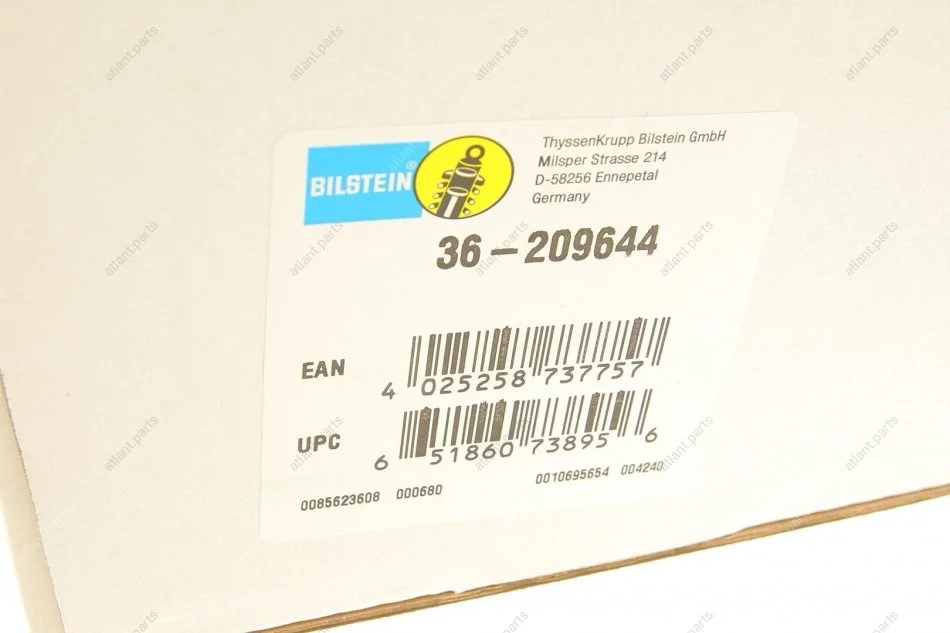 BILSTEIN®
ThyssenKrupp Bilstein GmbH
Milsper Strasse 214
D-58256 Ennepetal
Germany
36-209644
EAN
4 025258 737757
UPC
6 51860 73895 6
0085623608 000680
0010695654 004240
atlant.parts